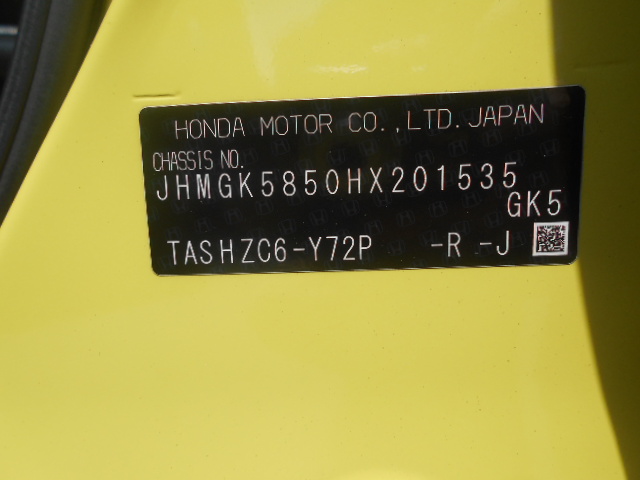 HONDA MOTOR CO.,LTD. JAPAN
CHASSIS NO.
JHMGK5850HX201535
GK5
TASHZC6-Y72P -R -J